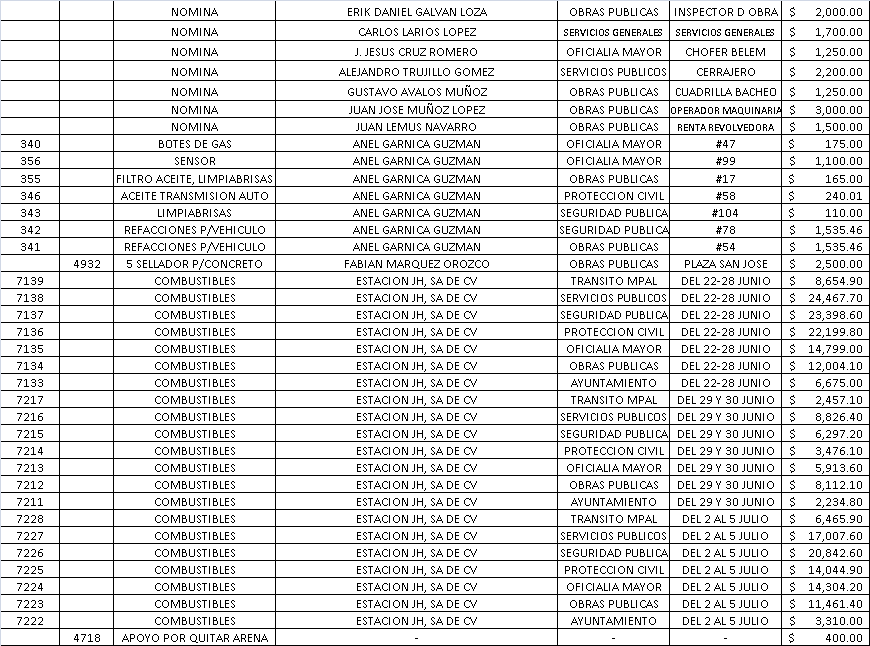 NOMINA ERIK DANIEL GALVAN LOZA OBRAS PUBLICAS INSPECTOR D OBRA $ 2,000.00
NOMINA CARLOS LARIOS LOPEZ SERVICIOS GENERALES SERVICIOS GENERALES $ 1,700.00
NOMINA J. JESUS CRUZ ROMERO OFICIALIA MAYOR CHOFER BELEM $ 1,250.00
NOMINA ALEJANDRO TRUJILLO GOMEZ SERVICIOS PUBLICOS CERRAJERO $ 2,200.00
NOMINA GUSTAVO AVALOS MUÑOZ OBRAS PUBLICAS CUADRILLA BACHEO $ 1,250.00
NOMINA JUAN JOSE MUÑOZ LOPEZ OBRAS PUBLICAS OPERADOR MAQUINARIA $ 3,000.00
NOMINA JUAN LEMUS NAVARRO OBRAS PUBLICAS RENTA REVOLVEDORA $ 1,500.00
340 BOTES DE GAS ANEL GARNICA GUZMAN OFICIALIA MAYOR #47 $ 175.00
356 SENSOR ANEL GARNICA GUZMAN OFICIALIA MAYOR #99 $ 1,100.00
355 FILTRO ACEITE, LIMPIABRISAS ANEL GARNICA GUZMAN OBRAS PUBLICAS #17 $ 165.00
346 ACEITE TRANSMISION AUTO ANEL GARNICA GUZMAN PROTECCION CIVIL #58 $ 240.01
343 LIMPIABRISAS ANEL GARNICA GUZMAN SEGURIDAD PUBLICA #104 $ 110.00
342 REFACCIONES P/VEHICULO ANEL GARNICA GUZMAN SEGURIDAD PUBLICA #78 $ 1,535.46
341 REFACCIONES P/VEHICULO ANEL GARNICA GUZMAN OBRAS PUBLICAS #54 $ 1,535.46
4932 5 SELLADOR P/CONCRETO FABIAN MARQUEZ OROZCO OBRAS PUBLICAS PLAZA SAN JOSE $ 2,500.00
7139 COMBUSTIBLES ESTACION JH, SA DE CV TRANSITO MPAL DEL 22-28 JUNIO $ 8,654.90
7138 COMBUSTIBLES ESTACION JH, SA DE CV SERVICIOS PUBLICOS DEL 22-28 JUNIO $ 24,467.70
7137 COMBUSTIBLES ESTACION JH, SA DE CV SEGURIDAD PUBLICA DEL 22-28 JUNIO $ 23,398.60
7136 COMBUSTIBLES ESTACION JH, SA DE CV PROTECCION CIVIL DEL 22-28 JUNIO $ 22,199.80
7135 COMBUSTIBLES ESTACION JH, SA DE CV OFICIALIA MAYOR DEL 22-28 JUNIO $ 14,799.00
7134 COMBUSTIBLES ESTACION JH, SA DE CV OBRAS PUBLICAS DEL 22-28 JUNIO $ 12,004.10
7133 COMBUSTIBLES ESTACION JH, SA DE CV AYUNTAMIENTO DEL 22-28 JUNIO $ 6,675.00
7217 COMBUSTIBLES ESTACION JH, SA DE CV TRANSITO MPAL DEL 29 Y 30 JUNIO $ 2,457.10
7216 COMBUSTIBLES ESTACION JH, SA DE CV SERVICIOS PUBLICOS DEL 29 Y 30 JUNIO $ 8,826.40
7215 COMBUSTIBLES ESTACION JH, SA DE CV SEGURIDAD PUBLICA DEL 29 Y 30 JUNIO $ 6,297.20
7214 COMBUSTIBLES ESTACION JH, SA DE CV PROTECCION CIVIL DEL 29 Y 30 JUNIO $ 3,476.10
7213 COMBUSTIBLES ESTACION JH, SA DE CV OFICIALIA MAYOR DEL 29 Y 30 JUNIO $ 5,913.60
7212 COMBUSTIBLES ESTACION JH, SA DE CV OBRAS PUBLICAS DEL 29 Y 30 JUNIO $ 8,112.10
7211 COMBUSTIBLES ESTACION JH, SA DE CV AYUNTAMIENTO DEL 29 Y 30 JUNIO $ 2,234.80
7228 COMBUSTIBLES ESTACION JH, SA DE CV TRANSITO MPAL DEL 2 AL 5 JULIO $ 6,465.90
7227 COMBUSTIBLES ESTACION JH, SA DE CV SERVICIOS PUBLICOS DEL 2 AL 5 JULIO $ 17,007.60
7226 COMBUSTIBLES ESTACION JH, SA DE CV SEGURIDAD PUBLICA DEL 2 AL 5 JULIO $ 20,842.60
7225 COMBUSTIBLES ESTACION JH, SA DE CV PROTECCION CIVIL DEL 2 AL 5 JULIO $ 14,044.90
7224 COMBUSTIBLES ESTACION JH, SA DE CV OFICIALIA MAYOR DEL 2 AL 5 JULIO $ 14,304.20
7223 COMBUSTIBLES ESTACION JH, SA DE CV OBRAS PUBLICAS DEL 2 AL 5 JULIO $ 11,461.40
7222 COMBUSTIBLES ESTACION JH, SA DE CV AYUNTAMIENTO DEL 2 AL 5 JULIO $ 3,310.00
4718 APOYO POR QUITAR ARENA - - - $ 400.00